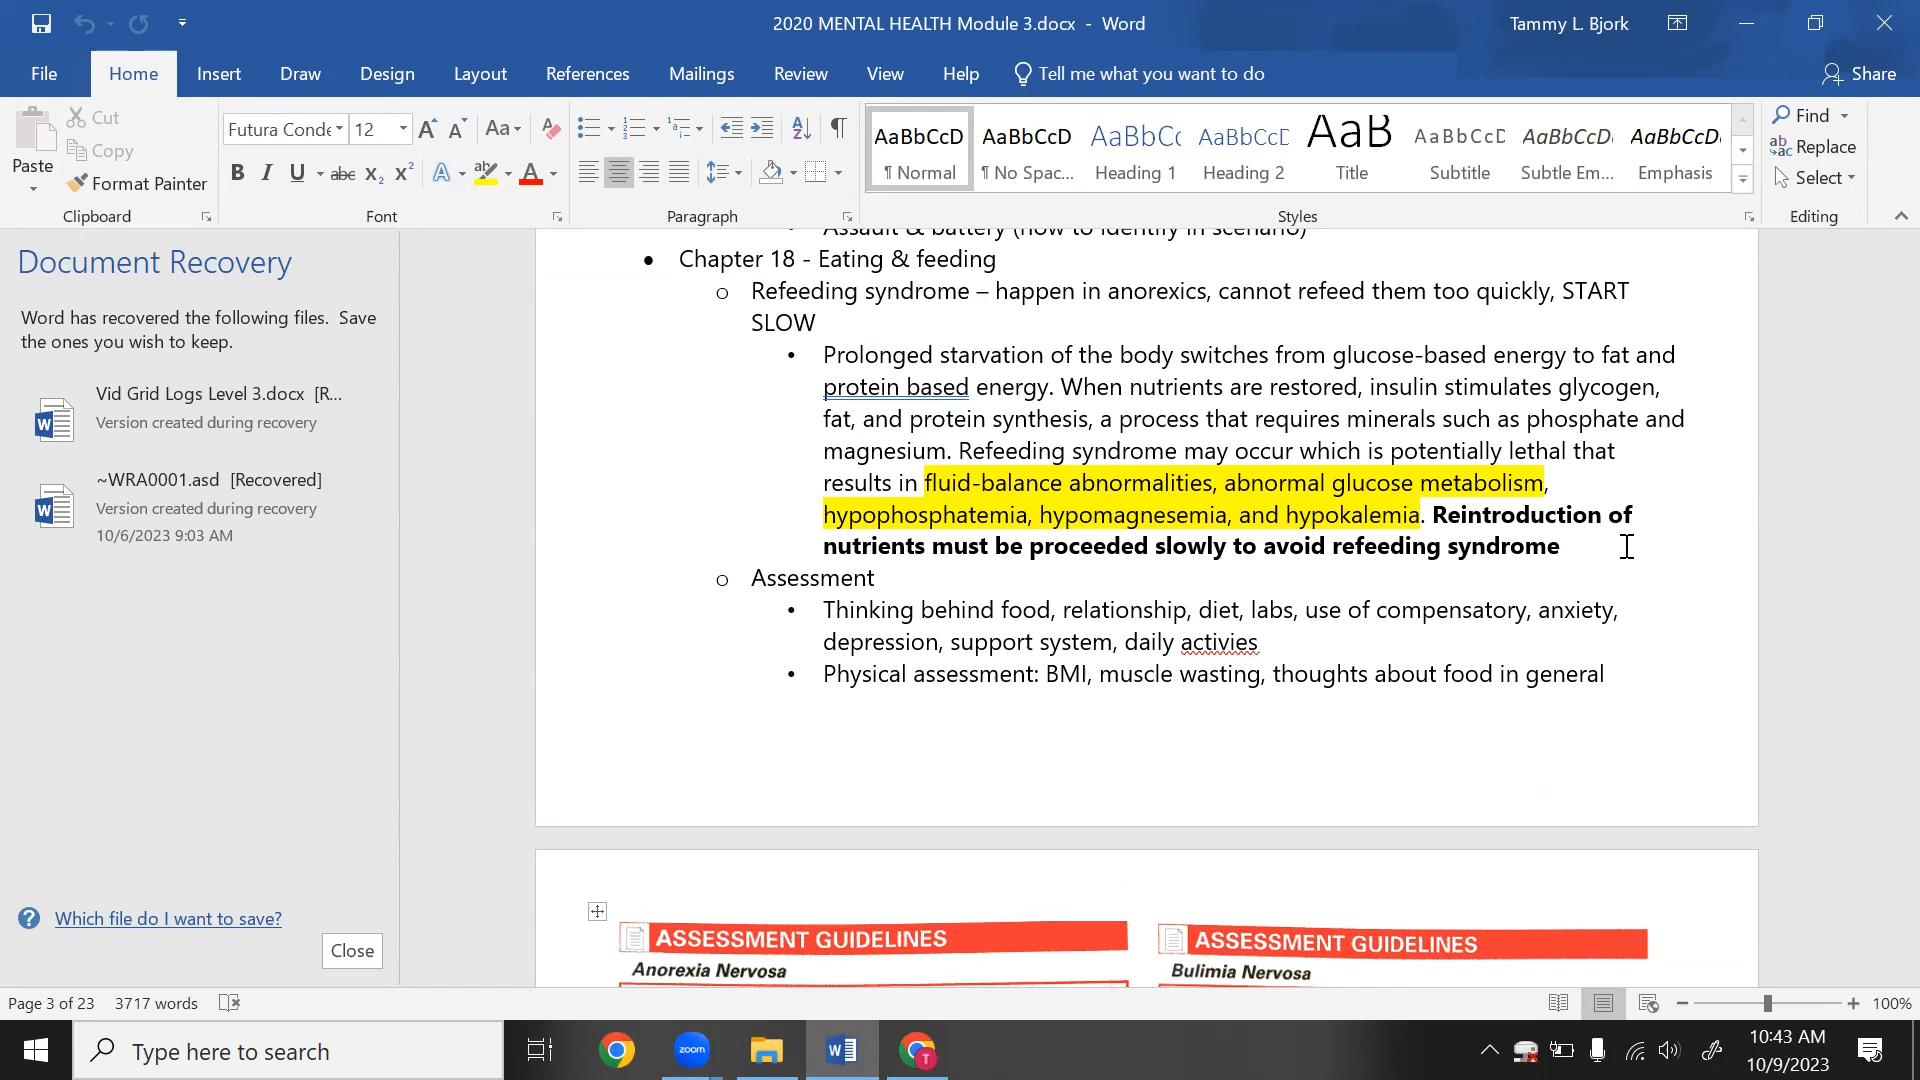 2020 MENTAL HEALTH Module 3.docx - Word
Tammy L. Bjork
File Home Insert Draw Design Layout References Mailings Review View Help Tell me what you want to do Share
Paste
Cut
Copy
Format Painter
Clipboard
Futura Conde 12
Font
Paragraph
AaBbCcD AaBbCcD AaBbCc AaBbCcD AaB AaBbCcD AaBbCcD AaBbCcD
¶ Normal ¶ No Spac... Heading 1 Heading 2 Title Subtitle Subtle Em... Emphasis
Styles
Find
Replace
Select
Editing
Document Recovery
Word has recovered the following files. Save
the ones you wish to keep.
Vid Grid Logs Level 3.docx [R...
Version created during recovery
~WRA0001.asd [Recovered]
Version created during recovery
10/6/2023 9:03 AM
Which file do I want to save?
Close
• Assault & battery (how to identify in scenario)
• Chapter 18 - Eating & feeding
o Refeeding syndrome – happen in anorexics, cannot refeed them too quickly, START
SLOW
• Prolonged starvation of the body switches from glucose-based energy to fat and
protein based energy. When nutrients are restored, insulin stimulates glycogen,
fat, and protein synthesis, a process that requires minerals such as phosphate and
magnesium. Refeeding syndrome may occur which is potentially lethal that
results in fluid-balance abnormalities, abnormal glucose metabolism,
hypophosphatemia, hypomagnesemia, and hypokalemia. Reintroduction of
nutrients must be proceeded slowly to avoid refeeding syndrome
o Assessment
• Thinking behind food, relationship, diet, labs, use of compensatory, anxiety,
depression, support system, daily activies
• Physical assessment: BMI, muscle wasting, thoughts about food in general
ASSESSMENT GUIDELINES
Anorexia Nervosa
ASSESSMENT GUIDELINES
Bulimia Nervosa
Page 3 of 23 3717 words
100%
Type here to search
zoom
T
10:43 AM
10/9/2023